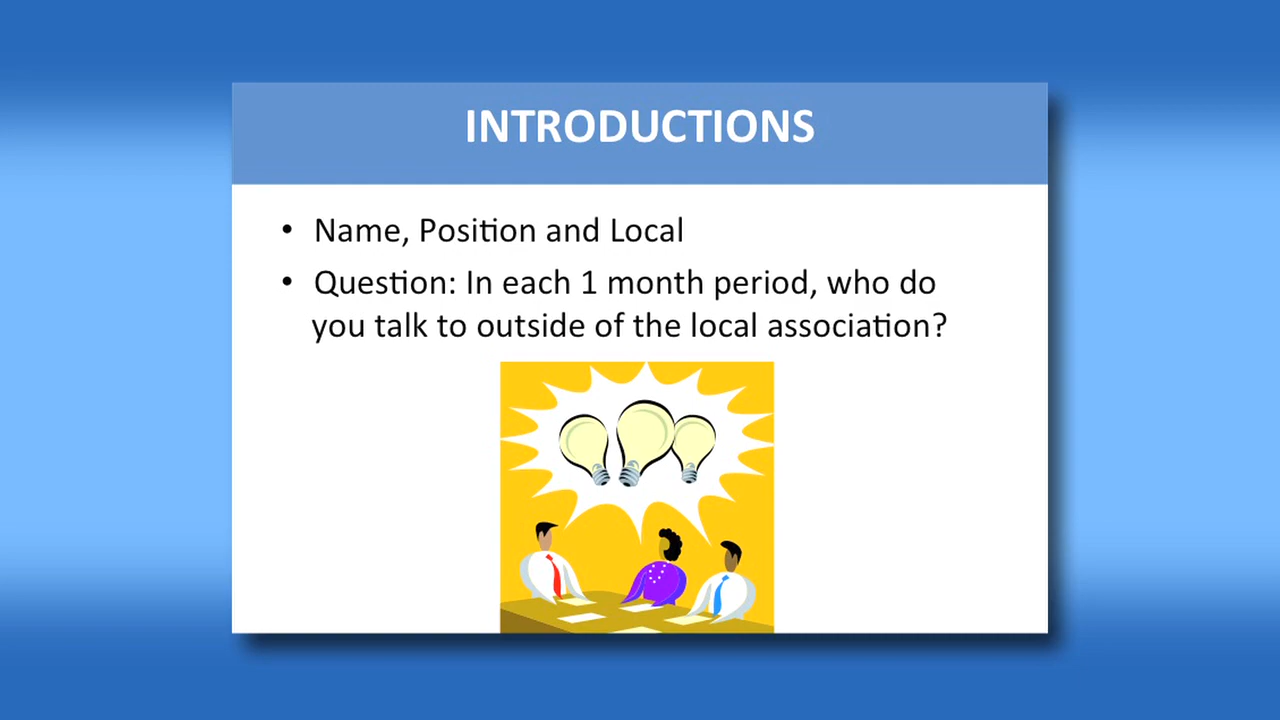 INTRODUCTIONS
• Name, Position and Local
• Question: In each 1 month period, who do
you talk to outside of the local association?